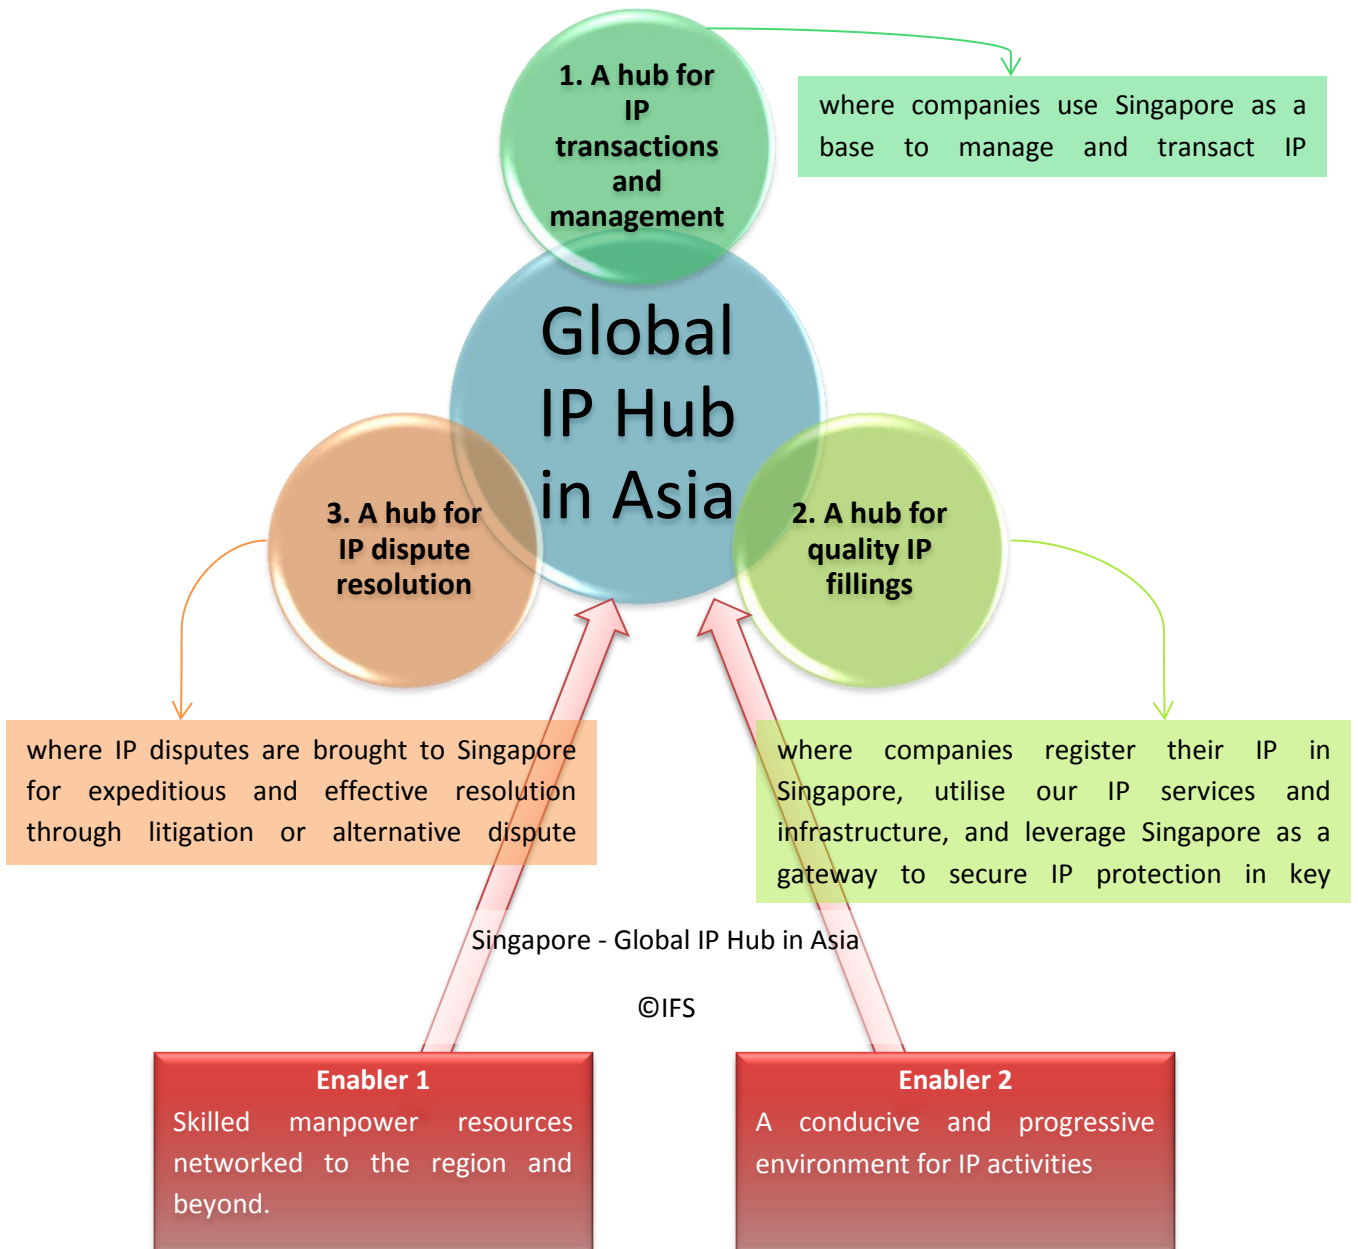 1. A hub for
IP
transactions
and
management
where companies use Singapore as a
base to manage and transact IP
Global
IP Hub
in Asia
3. A hub for
IP dispute
resolution
2. A hub for
quality IP
fillings
where IP disputes are brought to Singapore
for expeditious and effective resolution
through litigation or alternative dispute
where companies register their IP in
Singapore, utilise our IP services and
infrastructure, and leverage Singapore as a
gateway to secure IP protection in key
Singapore - Global IP Hub in Asia
©IFS
Enabler 1
Skilled manpower resources
networked to the region and
beyond.
Enabler 2
A conducive and progressive
environment for IP activities